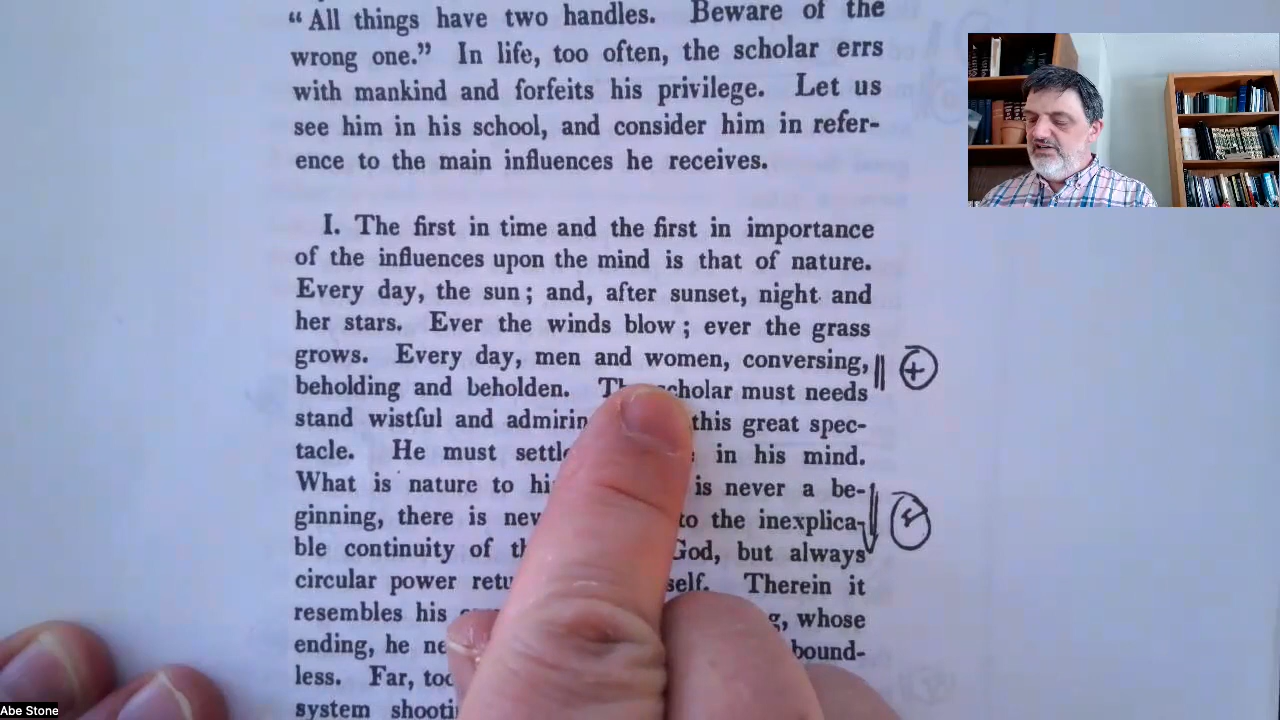 “All things have two handles. Beware of the
wrong one.” In life, too often, the scholar errs
with mankind and forfeits his privilege. Let us
see him in his school, and consider him in refer-
ence to the main influences he receives.
I. The first in time and the first in importance
of the influences upon the mind is that of nature.
Every day, the sun; and, after sunset, night and
her stars. Ever the winds blow; ever the grass
grows. Every day, men and women, conversing,
beholding and beholden. scholar must needs
stand wistful and this great spec-
tacle. He must in his mind.
What is nature to is never a be-
ginning, there is to the inexplica-
ble continuity of God, but always
circular power Therein it
resembles his whose
ending, he bound-
less. Far,
system
Abe Stone